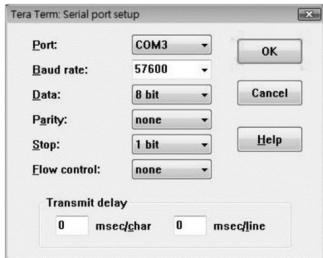 Tera Term: Serial port setup
Port: COM3
OK
Baud rate: 57600
Data: 8 bit
Cancel
Parity: none
Stop: 1 bit
Help
Flow control: none
Transmit delay
0 msec/char 0 msec/line